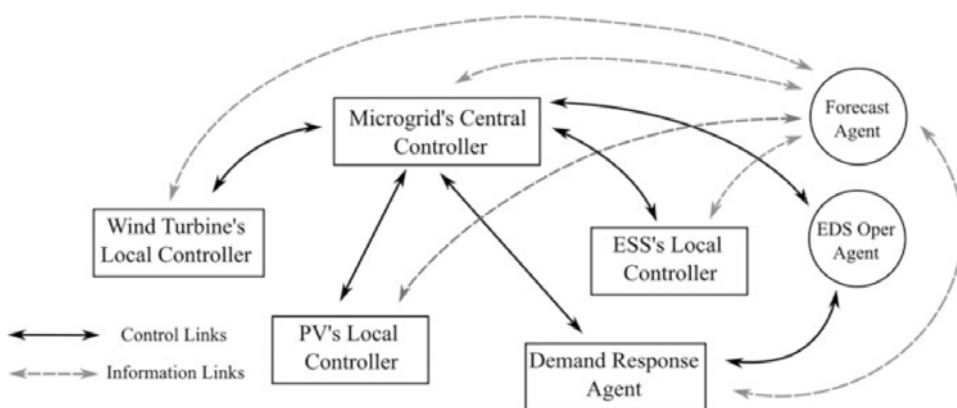 Microgrid's Central
Controller
Forecast
Agent
Wind Turbine's
Local Controller
ESS's Local
Controller
EDS Oper
Agent
PV's Local
Controller
Demand Response
Agent
Control Links
Information Links